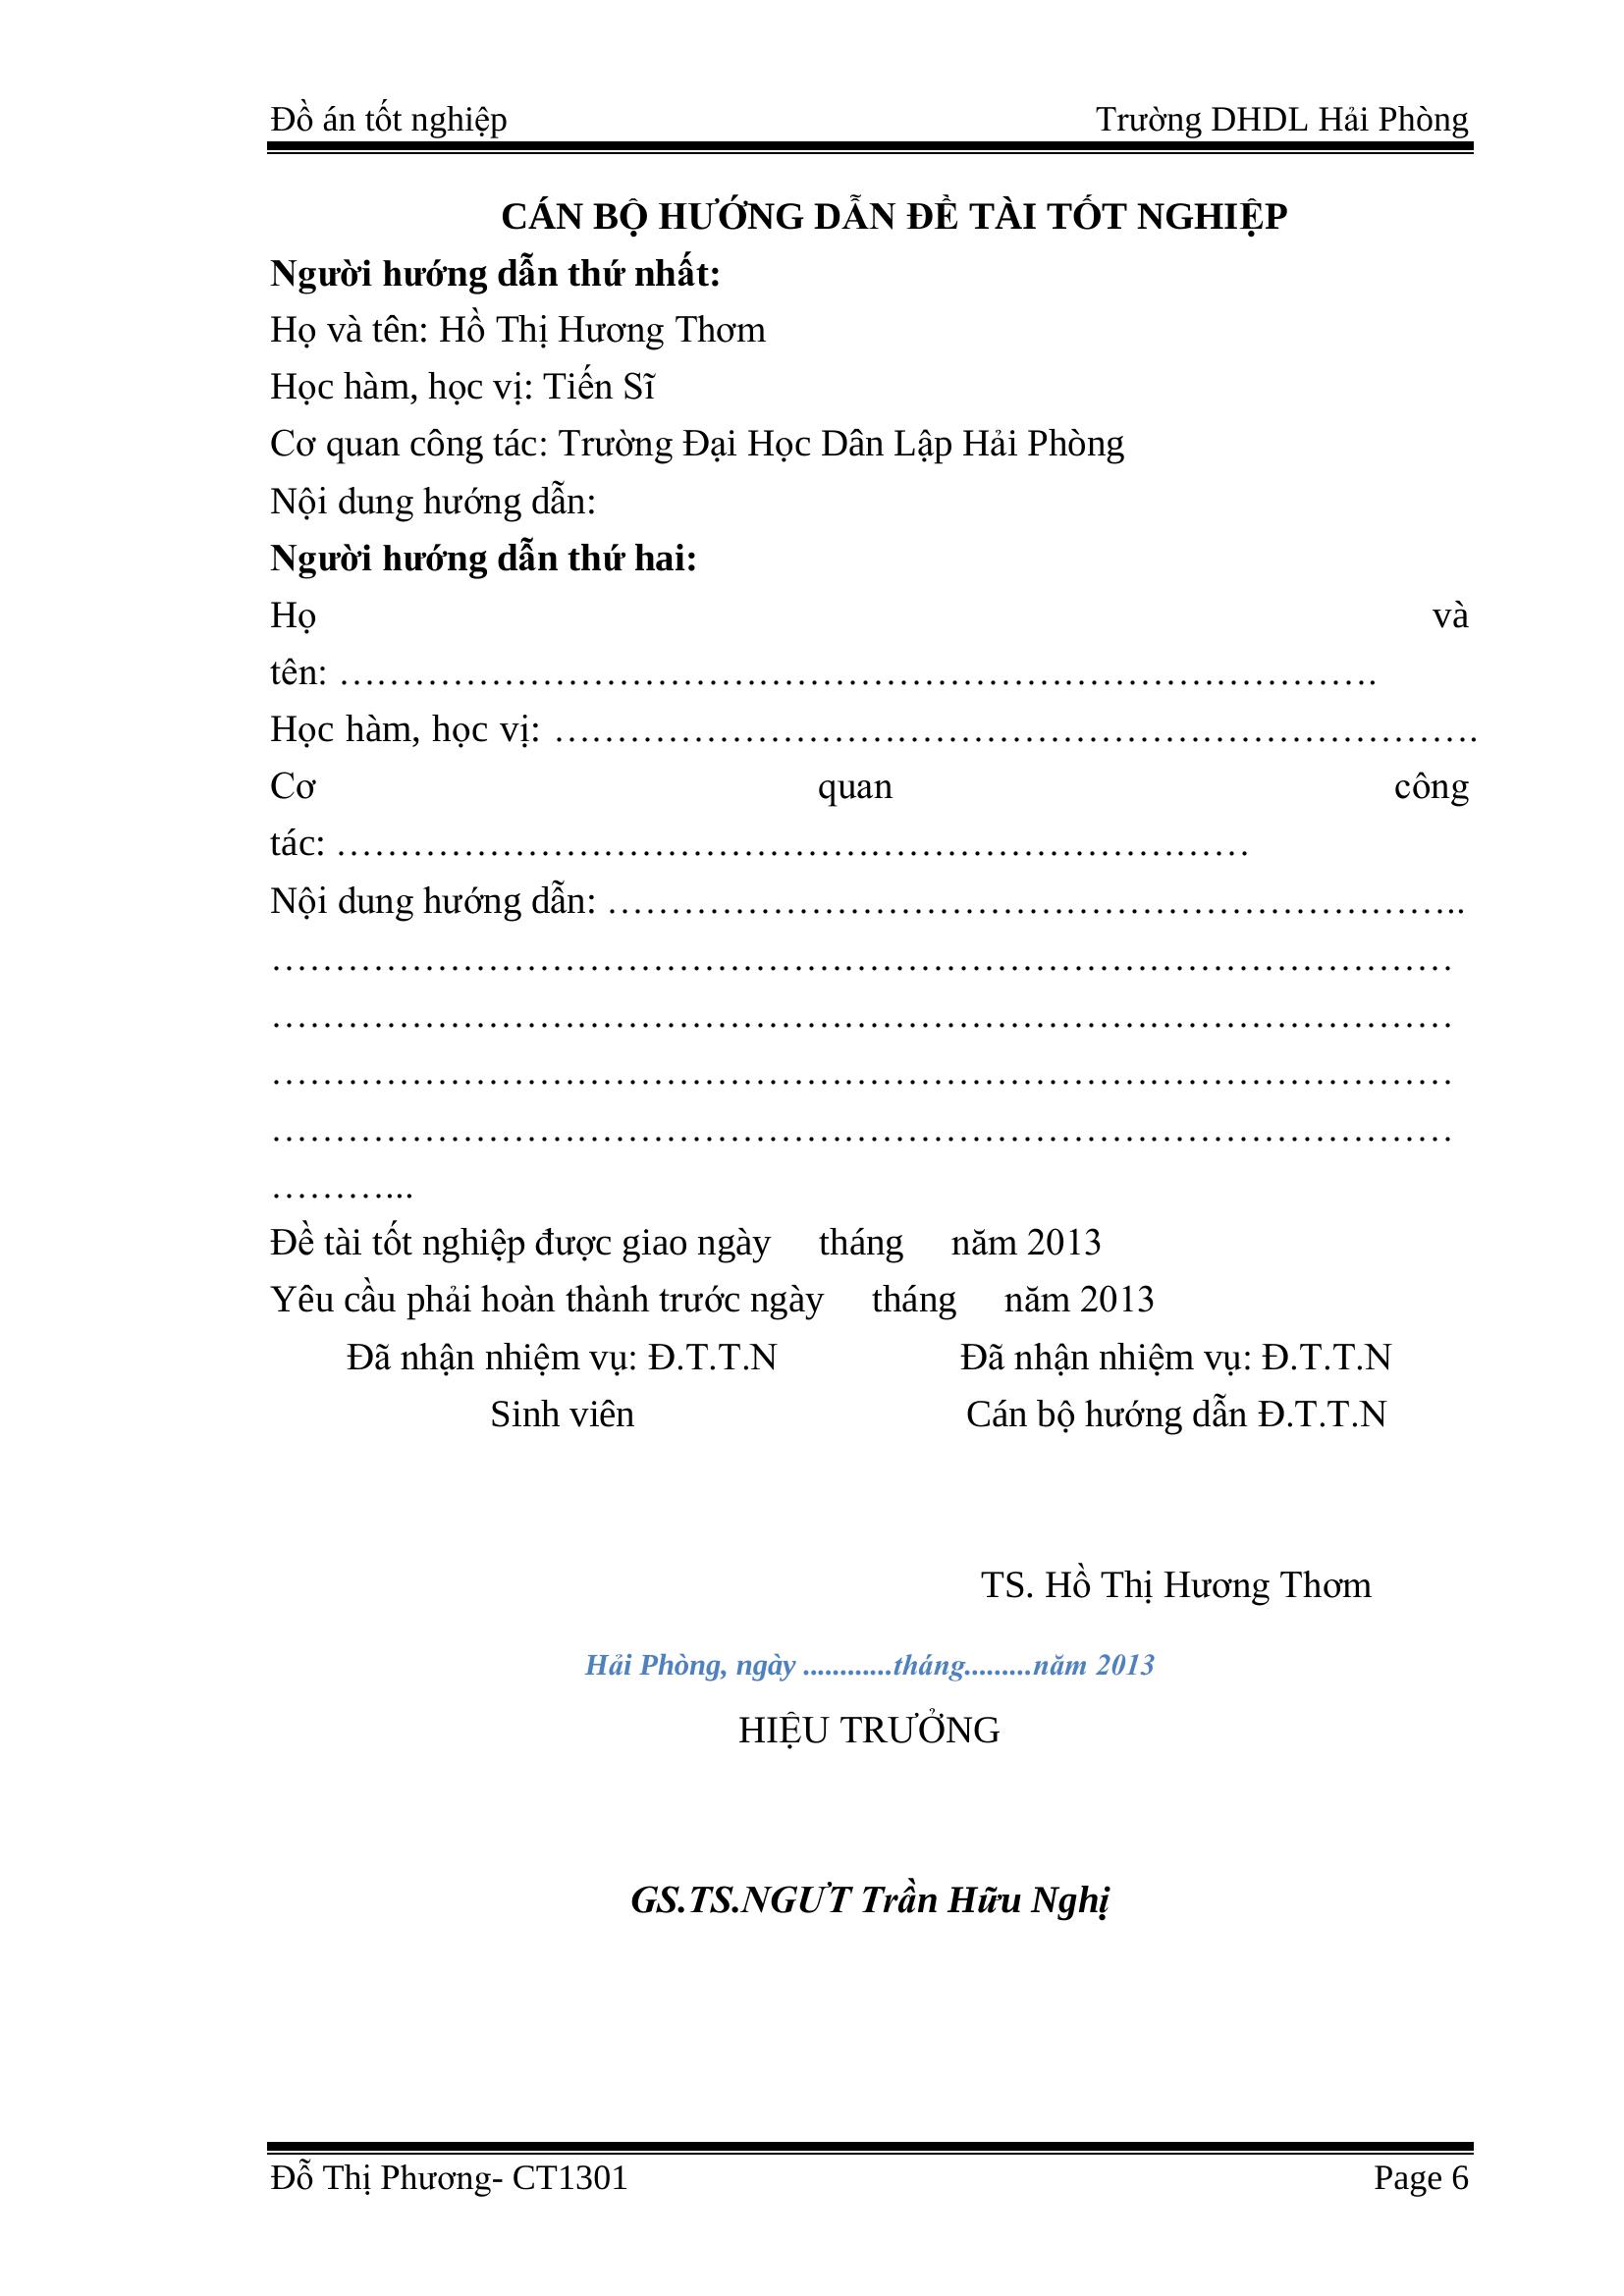 Đồ án tốt nghiệp Trường DHDL Hải Phòng
CÁN BỘ HƯỚNG DẪN ĐỀ TÀI TỐT NGHIỆP
Người hướng dẫn thứ nhất:
Họ và tên: Hồ Thị Hương Thơm
Học hàm, học vị: Tiến Sĩ
Cơ quan công tác: Trường Đại Học Dân Lập Hải Phòng
Nội dung hướng dẫn:
Người hướng dẫn thứ hai:
Họ và
tên: ……………………………………………………………………….
Học hàm, học vị: ……………………………………………………………….
Cơ quan công
tác: ………………………………………………………………
Nội dung hướng dẫn: …………………………………………………………..
…………………………………………………………………………………
…………………………………………………………………………………
…………………………………………………………………………………
…………………………………………………………………………………
………...
Đề tài tốt nghiệp được giao ngày tháng năm 2013
Yêu cầu phải hoàn thành trước ngày tháng năm 2013
Đã nhận nhiệm vụ: Đ.T.T.N Đã nhận nhiệm vụ: Đ.T.T.N
Sinh viên Cán bộ hướng dẫn Đ.T.T.N
TS. Hồ Thị Hương Thơm
Hải Phòng, ngày ............tháng.........năm 2013
HIỆU TRƯỞNG
GS.TS.NGƯT Trần Hữu Nghị
Đỗ Thị Phương- CT1301 Page 6